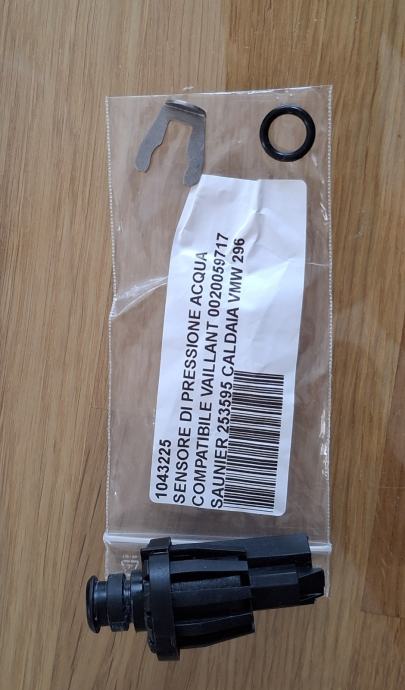 1043225
SENSORE DI PRESSIONE ACQUA
COMPATIBILE VAILLANT 0020059717
SAUNIER 253595 CALDAIA VMW 296